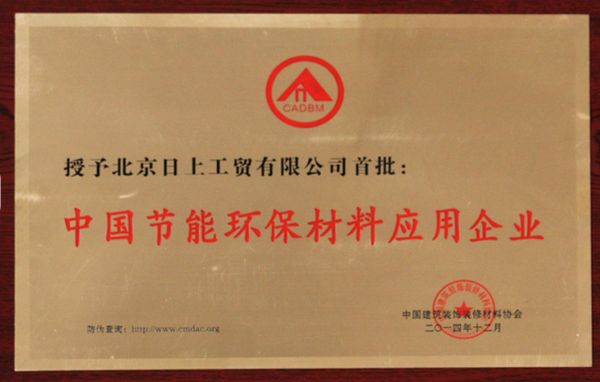 CADBM
授予北京日上工贸有限公司首批:
中国节能环保材料应用企业
中国建筑装饰装修材料协会
二〇一四年十二月
防伪查询: http://www.cmdac.org